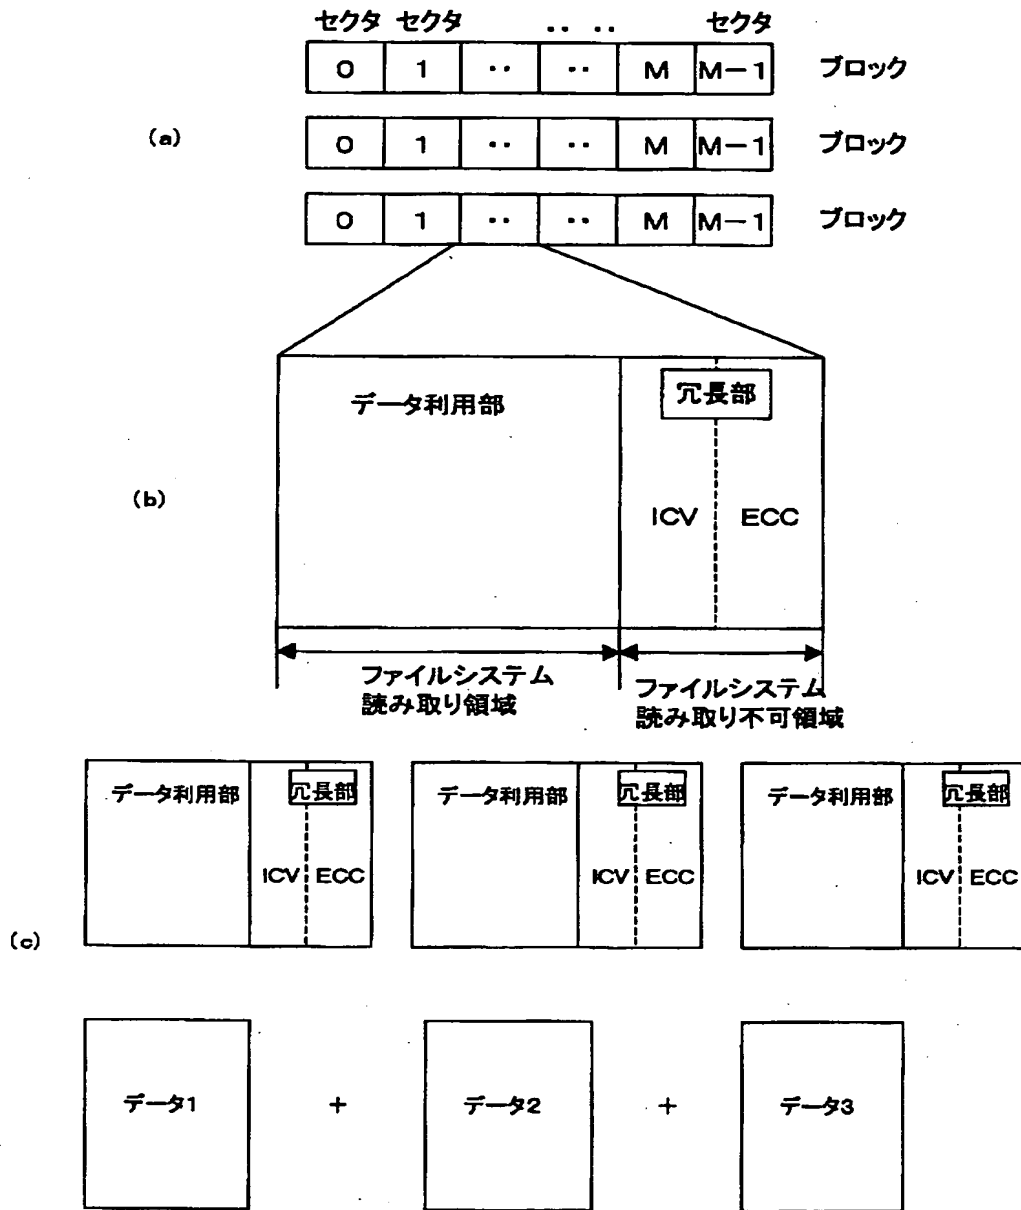 セクタ セクタ ‥ ‥ セクタ
0 1 ‥ ‥ M M-1 ブロック
(a)
0 1 ‥ ‥ M M-1 ブロック
0 1 ‥ ‥ M M-1 ブロック
データ利用部
冗長部
(b)
ICV ECC
ファイルシステム
読み取り領域
ファイルシステム
読み取り不可領域
データ利用部 冗長部 データ利用部 冗長部 データ利用部 冗長部
ICV ECC ICV ECC ICV ECC
(c)
データ1 + データ2 + データ3